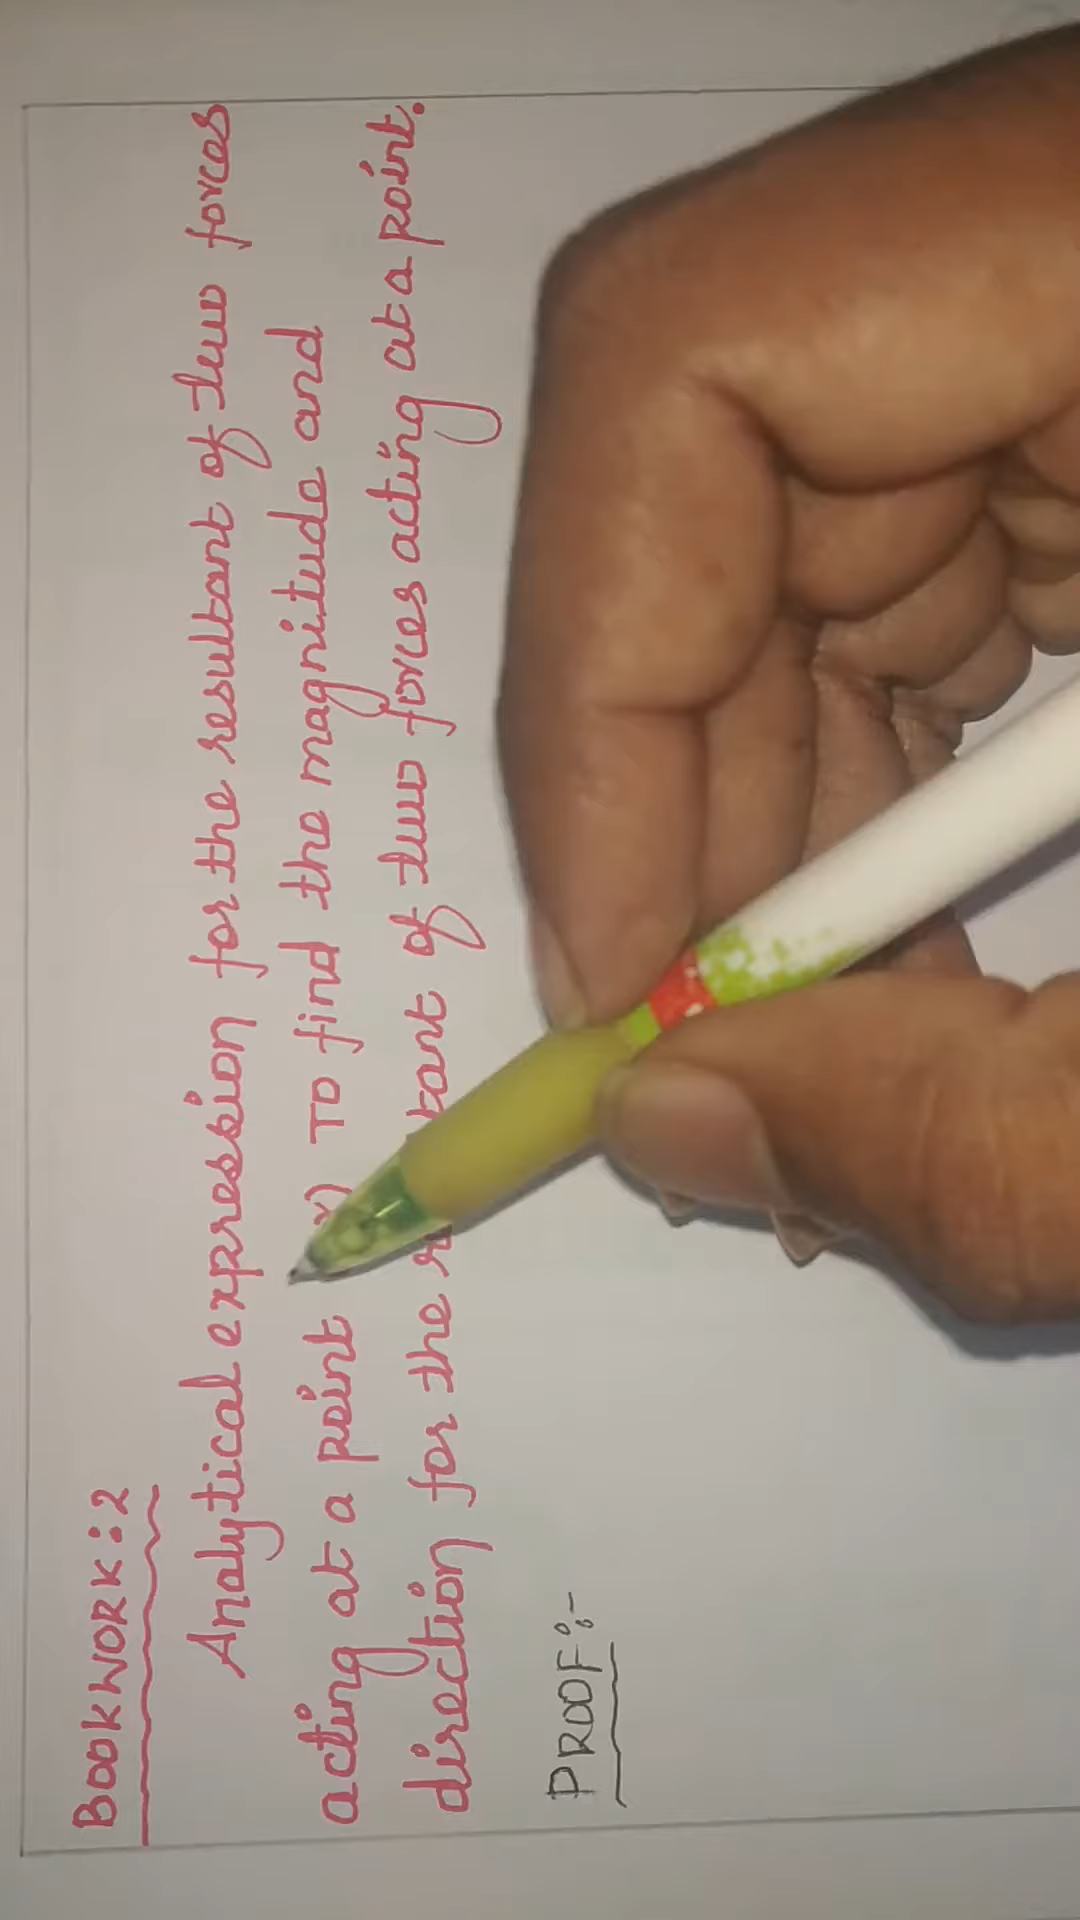 BOOKWORK:2
Analytical expression for the resultant of two forces
acting at a point To find the magnitude and
direction for the of two forces acting at a point.
PROOF:-